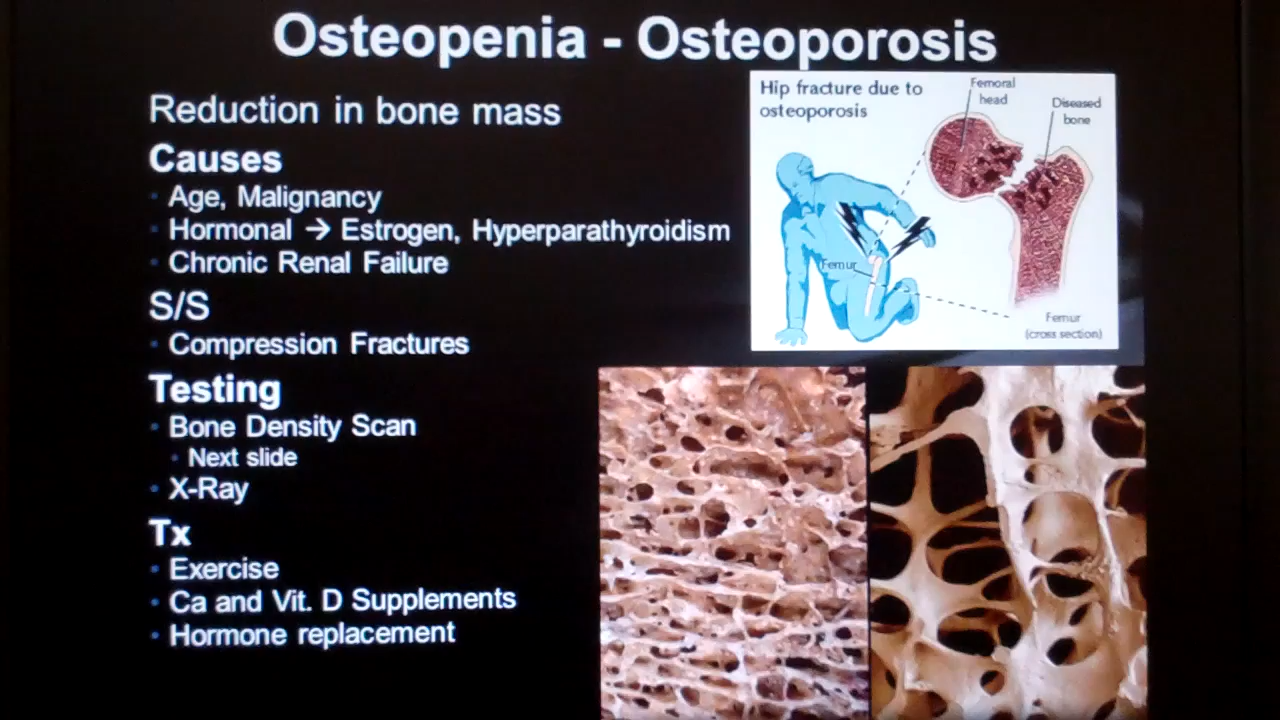 Osteopenia - Osteoporosis
Reduction in bone mass
Causes
Age, Malignancy
Hormonal → Estrogen, Hyperparathyroidism
Chronic Renal Failure
S/S
Compression Fractures
Testing
Bone Density Scan
Next slide
X-Ray
Tx
Exercise
Ca and Vit. D Supplements
Hormone replacement
Hip fracture due to
osteoporosis
Femoral
head
Diseased
bone
Femur
Femur
(cross section)